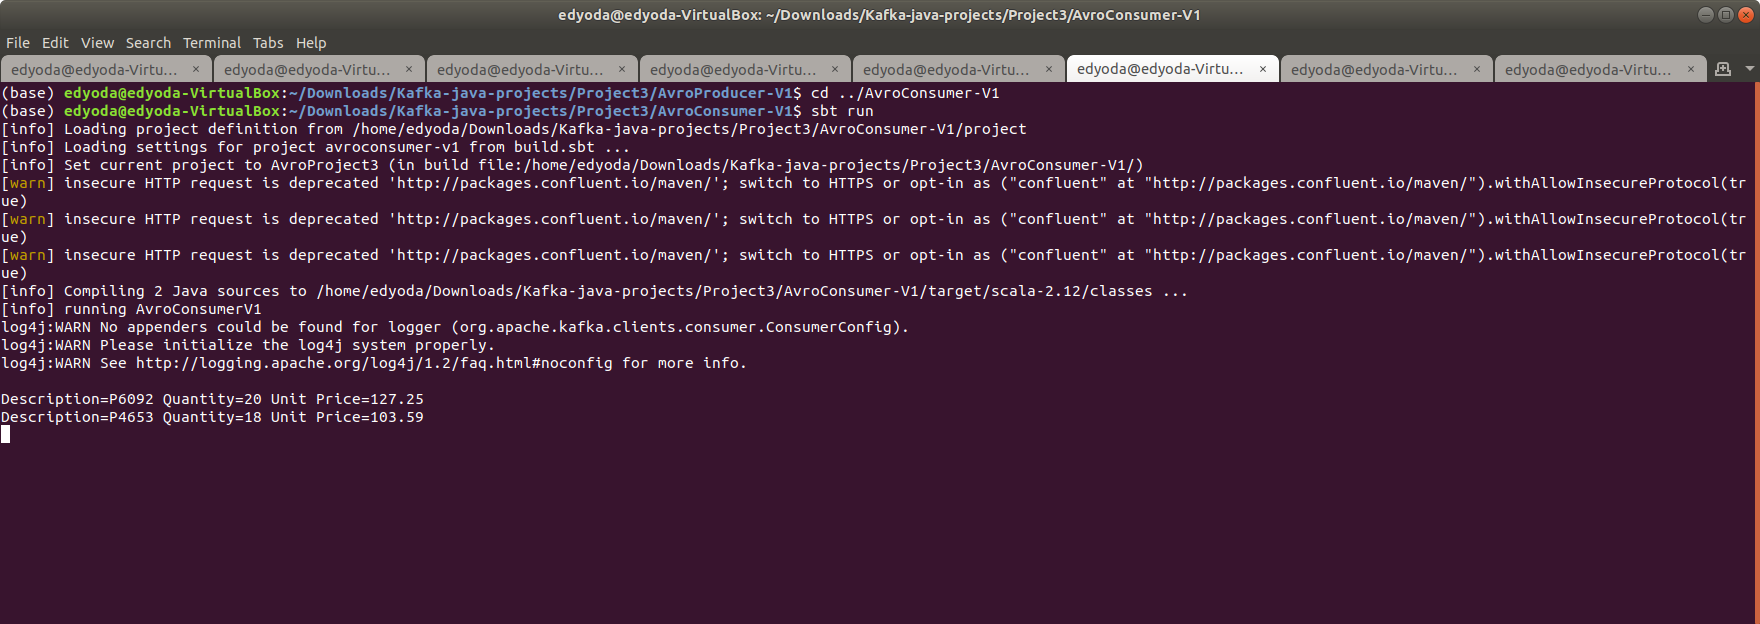 edyoda@edyoda-VirtualBox: ~/Downloads/Kafka-java-projects/Project3/AvroConsumer-V1
File Edit View Search Terminal Tabs Help
edyoda@edyoda-Virtu... × edyoda@edyoda-Virtu... × edyoda@edyoda-Virtu... × edyoda@edyoda-Virtu... × edyoda@edyoda-Virtu... × edyoda@edyoda-Virtu... × edyoda@edyoda-Virtu... × edyoda@edyoda-Virtu... ×
(base) edyoda@edyoda-VirtualBox:~/Downloads/Kafka-java-projects/Project3/AvroProducer-V1$ cd ../AvroConsumer-V1
(base) edyoda@edyoda-VirtualBox:~/Downloads/Kafka-java-projects/Project3/AvroConsumer-V1$ sbt run
[info] Loading project definition from /home/edyoda/Downloads/Kafka-java-projects/Project3/AvroConsumer-V1/project
[info] Loading settings for project avroconsumer-v1 from build.sbt ...
[info] Set current project to AvroProject3 (in build file:/home/edyoda/Downloads/Kafka-java-projects/Project3/AvroConsumer-V1/)
[warn] insecure HTTP request is deprecated 'http://packages.confluent.io/maven/'; switch to HTTPS or opt-in as ("confluent" at "http://packages.confluent.io/maven/").withAllowInsecureProtocol(tr
ue)
[warn] insecure HTTP request is deprecated 'http://packages.confluent.io/maven/'; switch to HTTPS or opt-in as ("confluent" at "http://packages.confluent.io/maven/").withAllowInsecureProtocol(tr
ue)
[warn] insecure HTTP request is deprecated 'http://packages.confluent.io/maven/'; switch to HTTPS or opt-in as ("confluent" at "http://packages.confluent.io/maven/").withAllowInsecureProtocol(tr
ue)
[info] Compiling 2 Java sources to /home/edyoda/Downloads/Kafka-java-projects/Project3/AvroConsumer-V1/target/scala-2.12/classes ...
[info] running AvroConsumerV1
log4j:WARN No appenders could be found for logger (org.apache.kafka.clients.consumer.ConsumerConfig).
log4j:WARN Please initialize the log4j system properly.
log4j:WARN See http://logging.apache.org/log4j/1.2/faq.html#noconfig for more info.
Description=P6092 Quantity=20 Unit Price=127.25
Description=P4653 Quantity=18 Unit Price=103.59